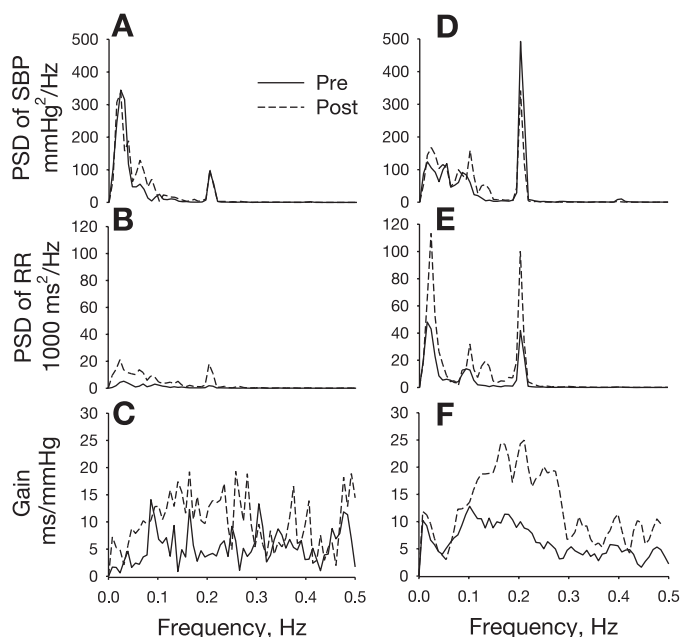 A
D
PSD of SBP
mmHg²/Hz
500
400
300
200
100
0
Pre
Post
500
400
300
200
100
0
B
E
PSD of RR
1000 ms²/Hz
120
100
80
60
40
20
0
120
100
80
60
40
20
0
C
F
Gain
ms/mmHg
30
25
20
15
10
5
0
30
25
20
15
10
5
0
0.0 0.1 0.2 0.3 0.4 0.5
0.0 0.1 0.2 0.3 0.4 0.5
Frequency, Hz
Frequency, Hz